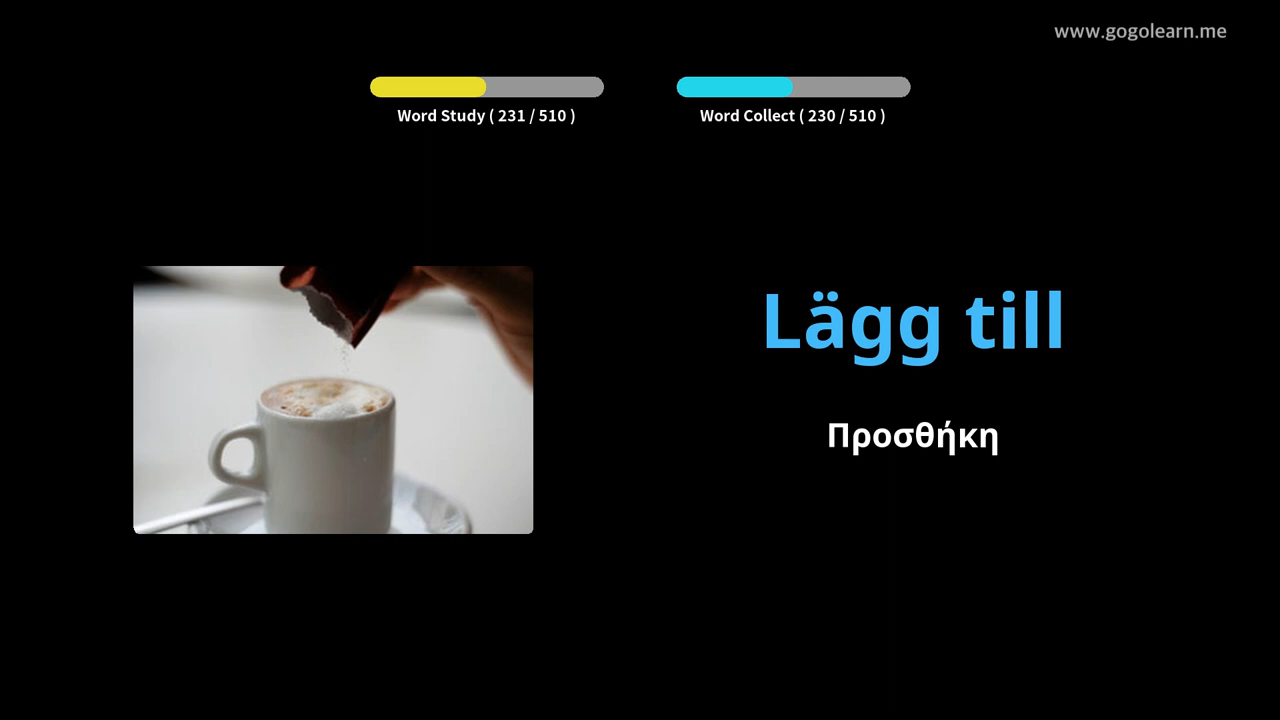 www.gogolearn.me
Word Study ( 231 / 510 )
Word Collect ( 230 / 510 )
Lägg till
Προσθήκη